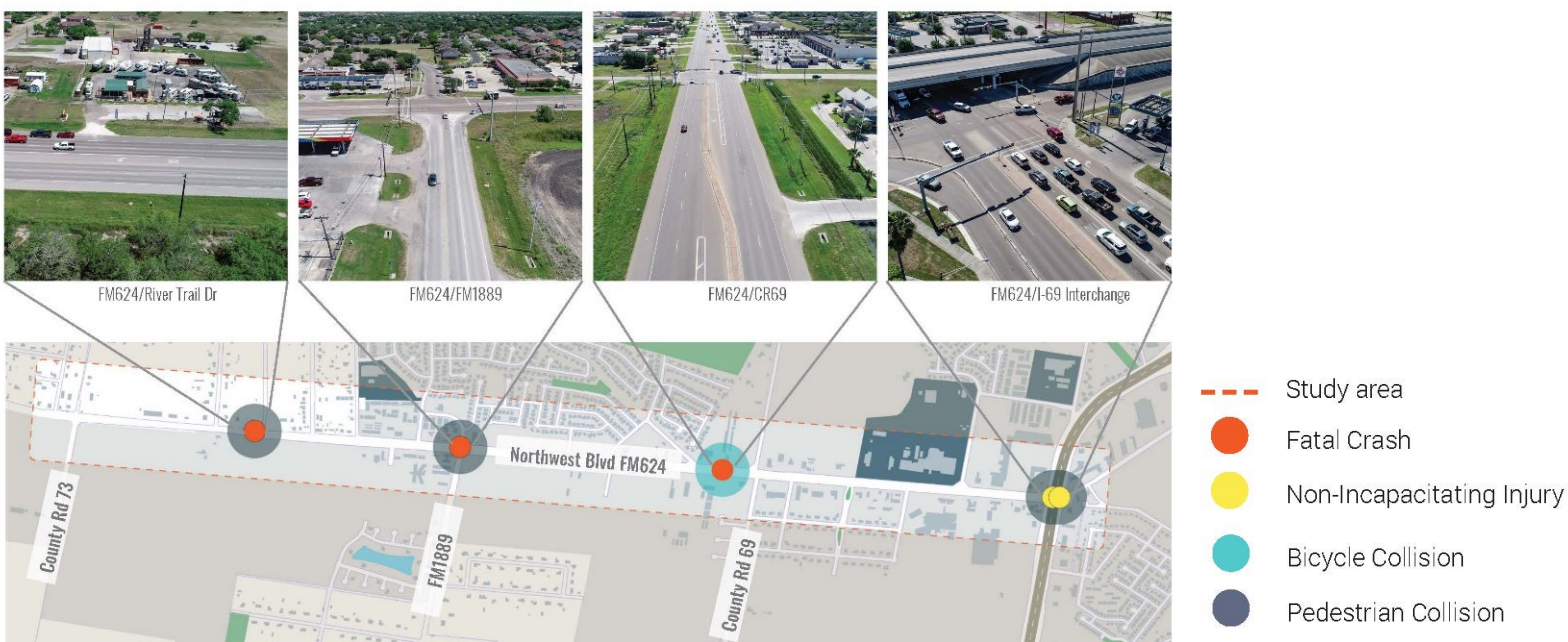 FM624/River Trail Dr
FM624/FM1889
FM624/CR69
FM624/I-69 Interchange
Northwest Blvd FM624
County Rd 73
FM1889
County Rd 69
Study area
Fatal Crash
Non-Incapacitating Injury
Bicycle Collision
Pedestrian Collision